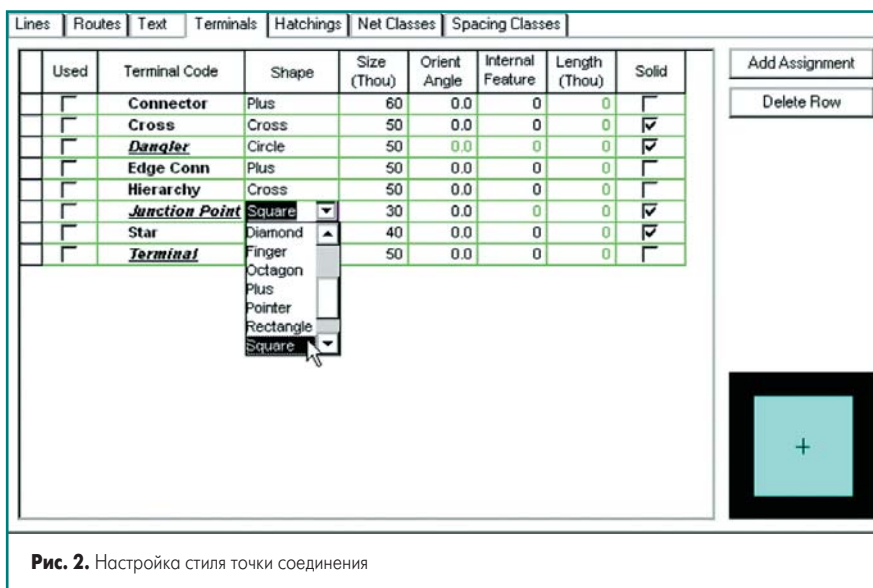 Lines Routes Text Terminals Hatchings Net Classes Spacing Classes
Used Terminal Code Shape Size (Thou) Orient Angle Internal Feature Length (Thou) Solid
Connector Plus 60 0.0 0 0
Cross Cross 50 0.0 0 0
Dangler Circle 50 0.0 0 0
Edge Conn Plus 50 0.0 0 0
Hierarchy Cross 50 0.0 0 0
Junction Point Square 30 0.0 0 0
Star Diamond 40 0.0 0 0
Terminal Finger 50 0.0 0 0
Octagon
Plus
Pointer
Rectangle
Square
Add Assignment
Delete Row
Рис. 2. Настройка стиля точки соединения